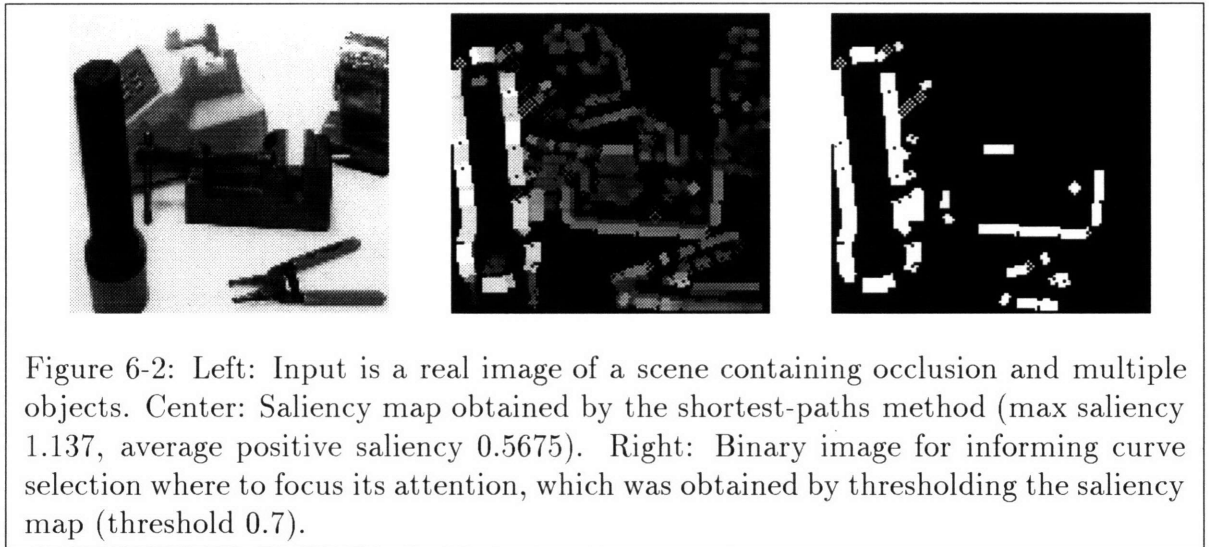 Figure 6-2: Left: Input is a real image of a scene containing occlusion and multiple
objects. Center: Saliency map obtained by the shortest-paths method (max saliency
1.137, average positive saliency 0.5675). Right: Binary image for informing curve
selection where to focus its attention, which was obtained by thresholding the saliency
map (threshold 0.7).